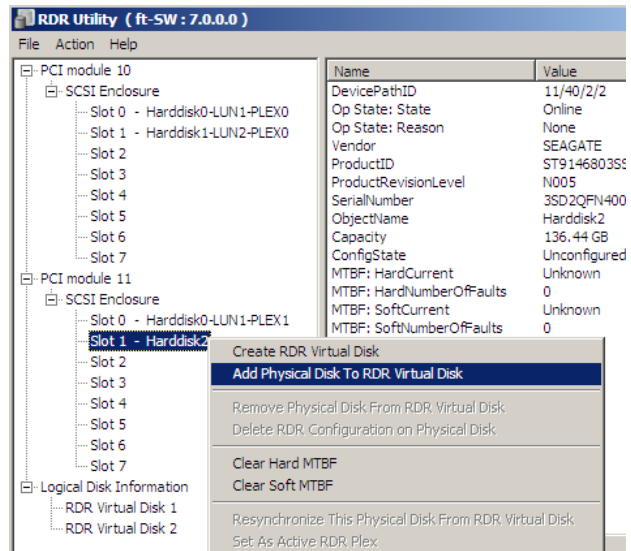 RDR Utility ( ft-SW : 7.0.0.0 )
File Action Help
PCI module 10
SCSI Enclosure
Slot 0 - Harddisk0-LUN1-PLEX0
Slot 1 - Harddisk1-LUN2-PLEX0
Slot 2
Slot 3
Slot 4
Slot 5
Slot 6
Slot 7
PCI module 11
SCSI Enclosure
Slot 0 - Harddisk0-LUN1-PLEX1
Slot 1 - Harddisk2
Slot 2
Slot 3
Slot 4
Slot 5
Slot 6
Slot 7
Logical Disk Information
RDR Virtual Disk 1
RDR Virtual Disk 2
Name Value
DevicePathID 11/40/2/2
Op State: State Online
Op State: Reason None
Vendor SEAGATE
ProductID ST9146803SS
ProductRevisionLevel N005
SerialNumber 3SD2QFN400
ObjectName Harddisk2
Capacity 136.44 GB
ConfigState Unconfigured
MTBF: HardCurrent Unknown
MTBF: HardNumberOfFaults 0
MTBF: SoftCurrent Unknown
MTBF: SoftNumberOfFaults 0
Create RDR Virtual Disk
Add Physical Disk To RDR Virtual Disk
Remove Physical Disk From RDR Virtual Disk
Delete RDR Configuration on Physical Disk
Clear Hard MTBF
Clear Soft MTBF
Resynchronize This Physical Disk From RDR Virtual Disk
Set As Active RDR Plex